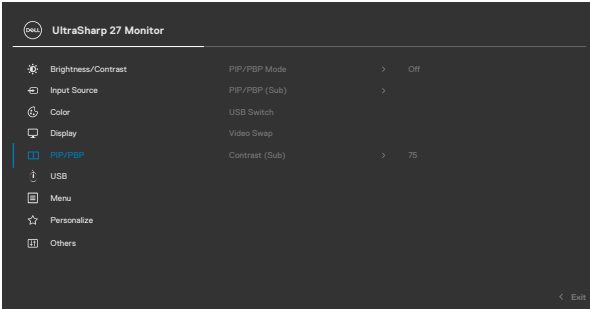 DELL UltraSharp 27 Monitor
Brightness/Contrast PIP/PBP Mode > Off
Input Source PIP/PBP (Sub) >
Color USB Switch
Display Video Swap
PIP/PBP Contrast (Sub) > 75
USB
Menu
Personalize
Others
< Exit